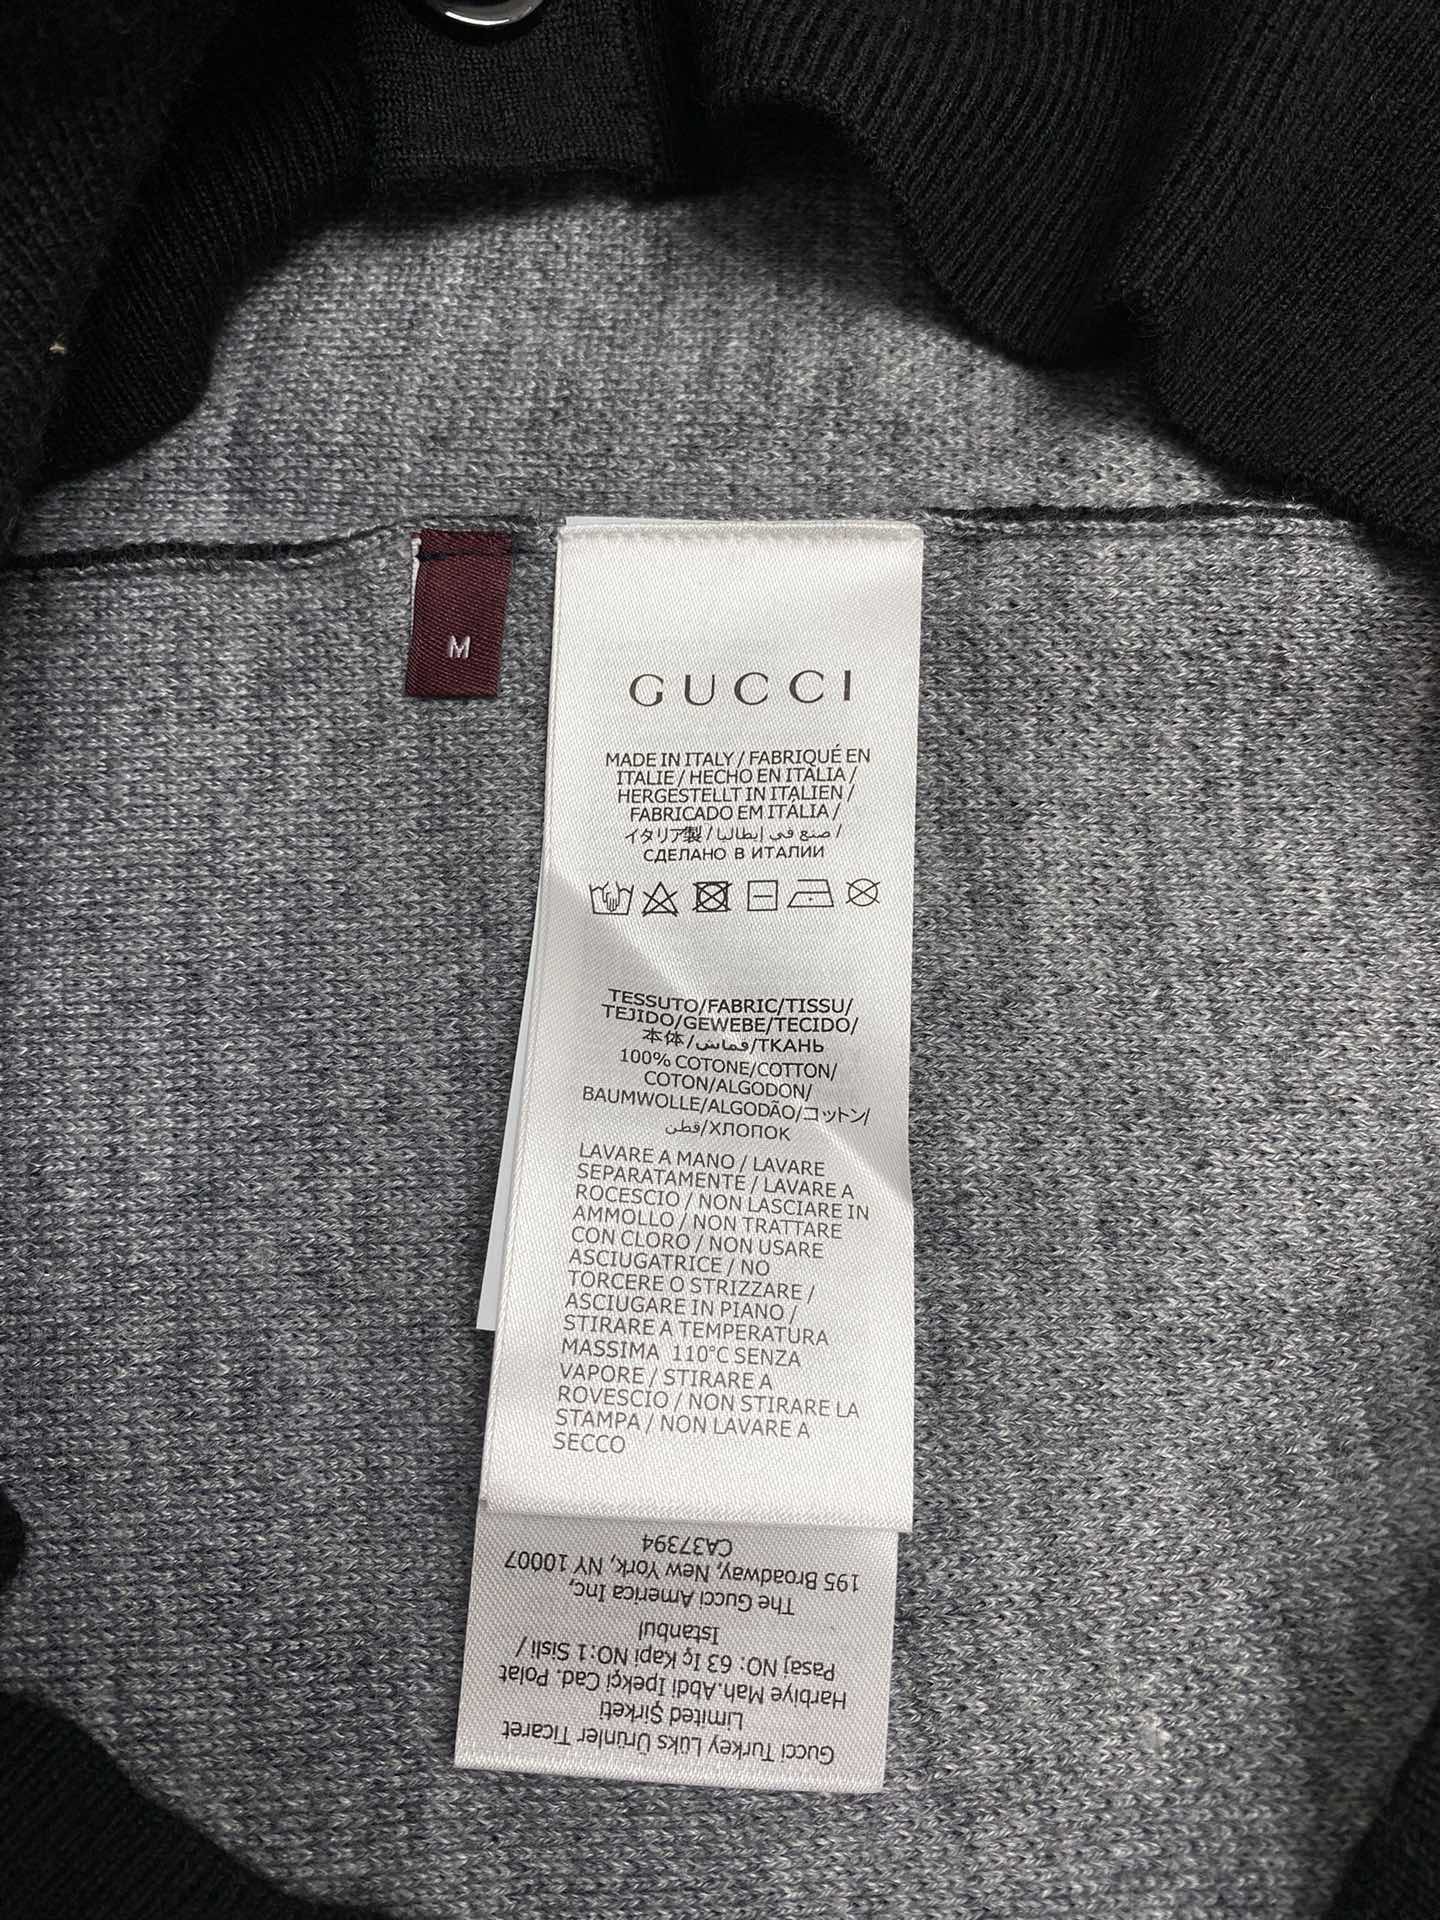 M
GUCCI
MADE IN ITALY / FABRIQUÉ EN
ITALIE / HECHO EN ITALIA /
HERGESTELLT IN ITALIEN /
FABRICADO EM ITÁLIA /
イタリア製 / صنع في إيطاليا /
СДЕЛАНО В ИТАЛИИ
TESSUTO/FABRIC/TISSU/
TEJIDO/GEWEBE/TECIDO/
本体/قماش/ТКАНЬ
100% COTONE/COTTON/
COTON/ALGODON/
BAUMWOLLE/ALGODÃO/コットン/
قطن/ХЛОПОК
LAVARE A MANO / LAVARE
SEPARATAMENTE / LAVARE A
ROCESCIO / NON LASCIARE IN
AMMOLLO / NON TRATTARE
CON CLORO / NON USARE
ASCIUGATRICE / NO
TORCERE O STRIZZARE /
ASCIUGARE IN PIANO /
STIRARE A TEMPERATURA
MASSIMA 110°C SENZA
VAPORE / STIRARE A
ROVESCIO / NON STIRARE LA
STAMPA / NON LAVARE A
SECCO
Gucci Turkey Lüks Ürünler Ticaret
Limited Şirketi
Harbiye Mah.Abdi Ipekçi Cad. Polat
Pasaj NO: 63 Iç Kapi NO:1 Sisli /
Istanbul
The Gucci America Inc,
195 Broadway, New York, NY 10007
CA37394